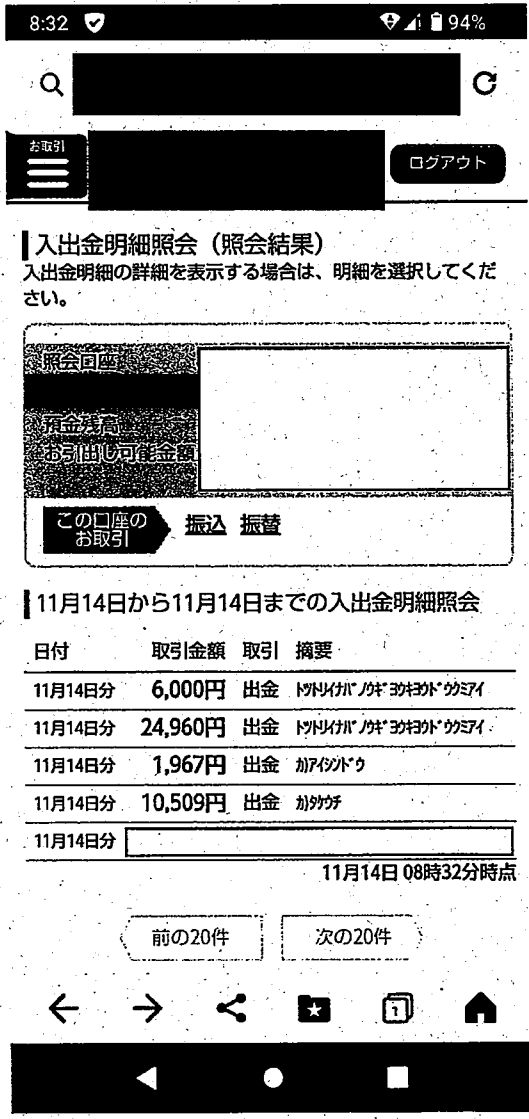 8:32
94%
お取引
ログアウト
入出金明細照会（照会結果）
入出金明細の詳細を表示する場合は、明細を選択してくだ
さい。
照会口座
預金残高
お引出し可能金額
この口座の
お取引
振込 振替
11月14日から11月14日までの入出金明細照会
日付 取引金額 取引 摘要
11月14日分 6,000円 出金 ﾄﾂﾄﾘｲﾅﾊﾞﾉｳｷﾞﾖｳｷﾖｳﾄﾞｳｸﾐｱｲ
11月14日分 24,960円 出金 ﾄﾂﾄﾘｲﾅﾊﾞﾉｳｷﾞﾖｳｷﾖｳﾄﾞｳｸﾐｱｲ
11月14日分 1,967円 出金 ｶ)ｱｲｼﾝﾄﾞｳ
11月14日分 10,509円 出金 ｶ)ﾀｹｳﾁ
11月14日分
11月14日 08時32分時点
前の20件 次の20件
1